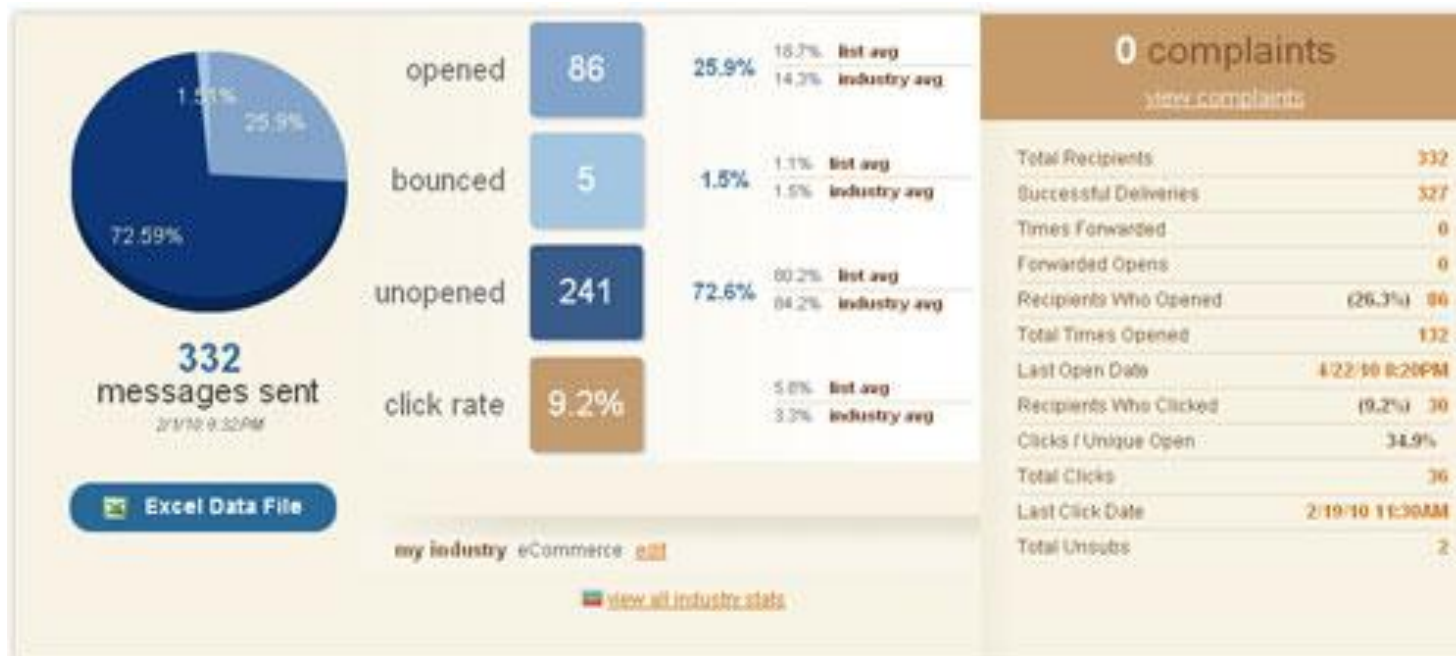 1.51%
25.9%
72.59%
332
messages sent
2/1/10 9:32PM
Excel Data File
opened 86 25.9%
18.7% list avg
14.3% industry avg
bounced 5 1.5%
1.1% list avg
1.5% industry avg
unopened 241 72.6%
80.2% list avg
84.2% industry avg
click rate 9.2%
list avg
3.3% industry avg
my industry eCommerce edit
view all industry stats
0 complaints
view complaints
Total Recipients 332
Successful Deliveries 327
Times Forwarded 0
Forwarded Opens 0
Recipients Who Opened (26.3%) 86
Total Times Opened 132
Last Open Date 4/22/10 8:20PM
Recipients Who Clicked (9.2%) 30
Clicks / Unique Open 34.9%
Total Clicks 36
Last Click Date 2/19/10 11:30AM
Total Unsubs 2